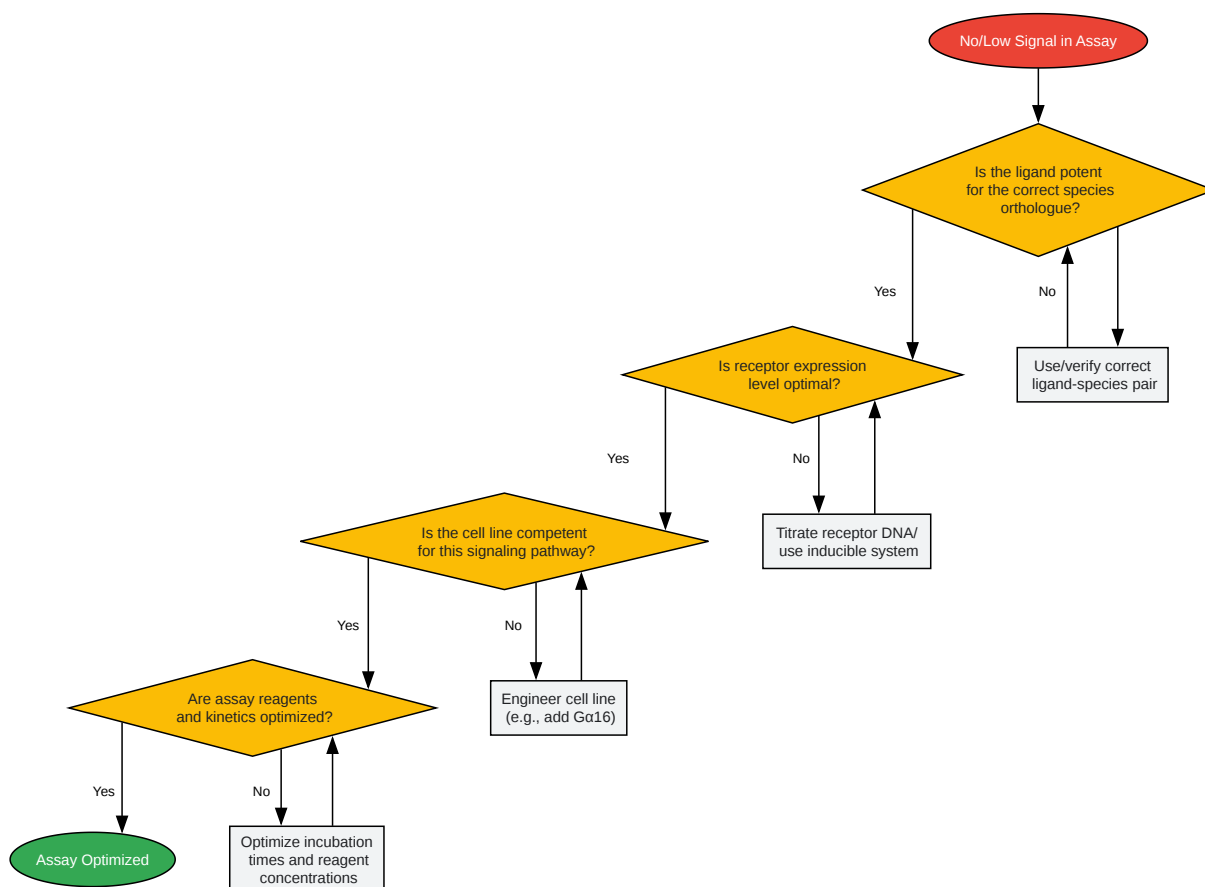 No/Low Signal in Assay
Is the ligand potent
for the correct species
orthologue?
Yes
No
Use/verify correct
ligand-species pair
Is receptor expression
level optimal?
Yes
No
Titrate receptor DNA/
use inducible system
Is the cell line competent
for this signaling pathway?
Yes
No
Engineer cell line
(e.g., add Gα16)
Are assay reagents
and kinetics optimized?
Yes
No
Assay Optimized
Optimize incubation
times and reagent
concentrations